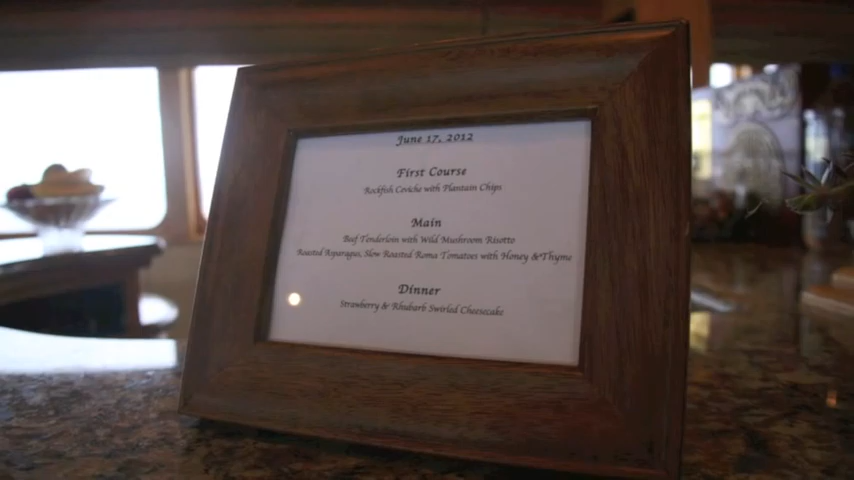 June 17, 2012
First Course
Rockfish Coviche with Plantain Chips
Main
Beef Tenderloin with Wild Mushroom Risotto
Roasted Asparagus, Slow Roasted Roma Tomatoes with Honey &Thyme
Dinner
Strawberry & Rhubarb Swirled Cheesecake